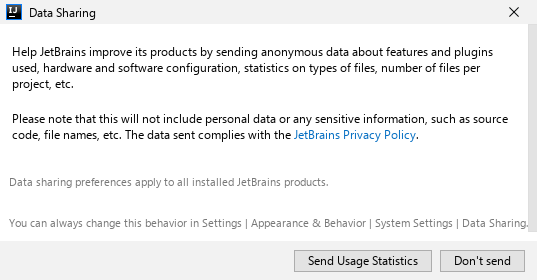 IJ Data Sharing
Help JetBrains improve its products by sending anonymous data about features and plugins
used, hardware and software configuration, statistics on types of files, number of files per
project, etc.
Please note that this will not include personal data or any sensitive information, such as source
code, file names, etc. The data sent complies with the JetBrains Privacy Policy.
Data sharing preferences apply to all installed JetBrains products.
You can always change this behavior in Settings | Appearance & Behavior | System Settings | Data Sharing.
Send Usage Statistics Don't send